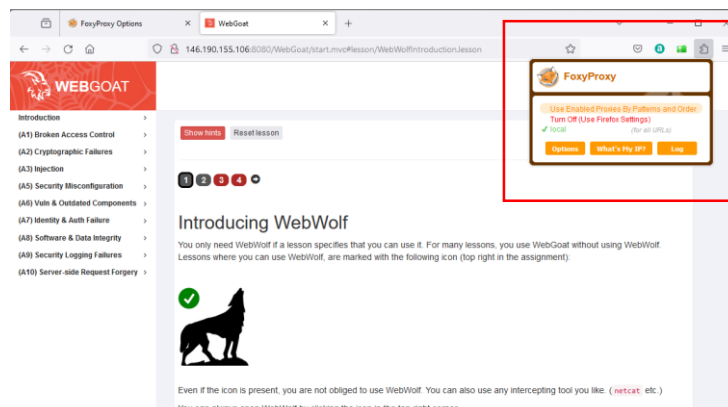 FoxyProxy Options
WebGoat
146.190.155.106:8080/WebGoat/start.mvc#lesson/WebWolfIntroduction.lesson
FoxyProxy
Use Enabled Proxies By Patterns and Order
Turn Off (Use Firefox Settings)
local (for all URLs)
Options What's My IP? Log
WEBGOAT
Introduction
(A1) Broken Access Control
(A2) Cryptographic Failures
(A3) Injection
(A5) Security Misconfiguration
(A6) Vuln & Outdated Components
(A7) Identity & Auth Failure
(A8) Software & Data Integrity
(A9) Security Logging Failures
(A10) Server-side Request Forgery
Show hints Reset lesson
1 2 3 4
Introducing WebWolf
You only need WebWolf if a lesson specifies that you can use it. For many lessons, you use WebGoat without using WebWolf.
Lessons where you can use WebWolf, are marked with the following icon (top right in the assignment):
Even if the icon is present, you are not obliged to use WebWolf. You can also use any intercepting tool you like. ( netcat etc.)